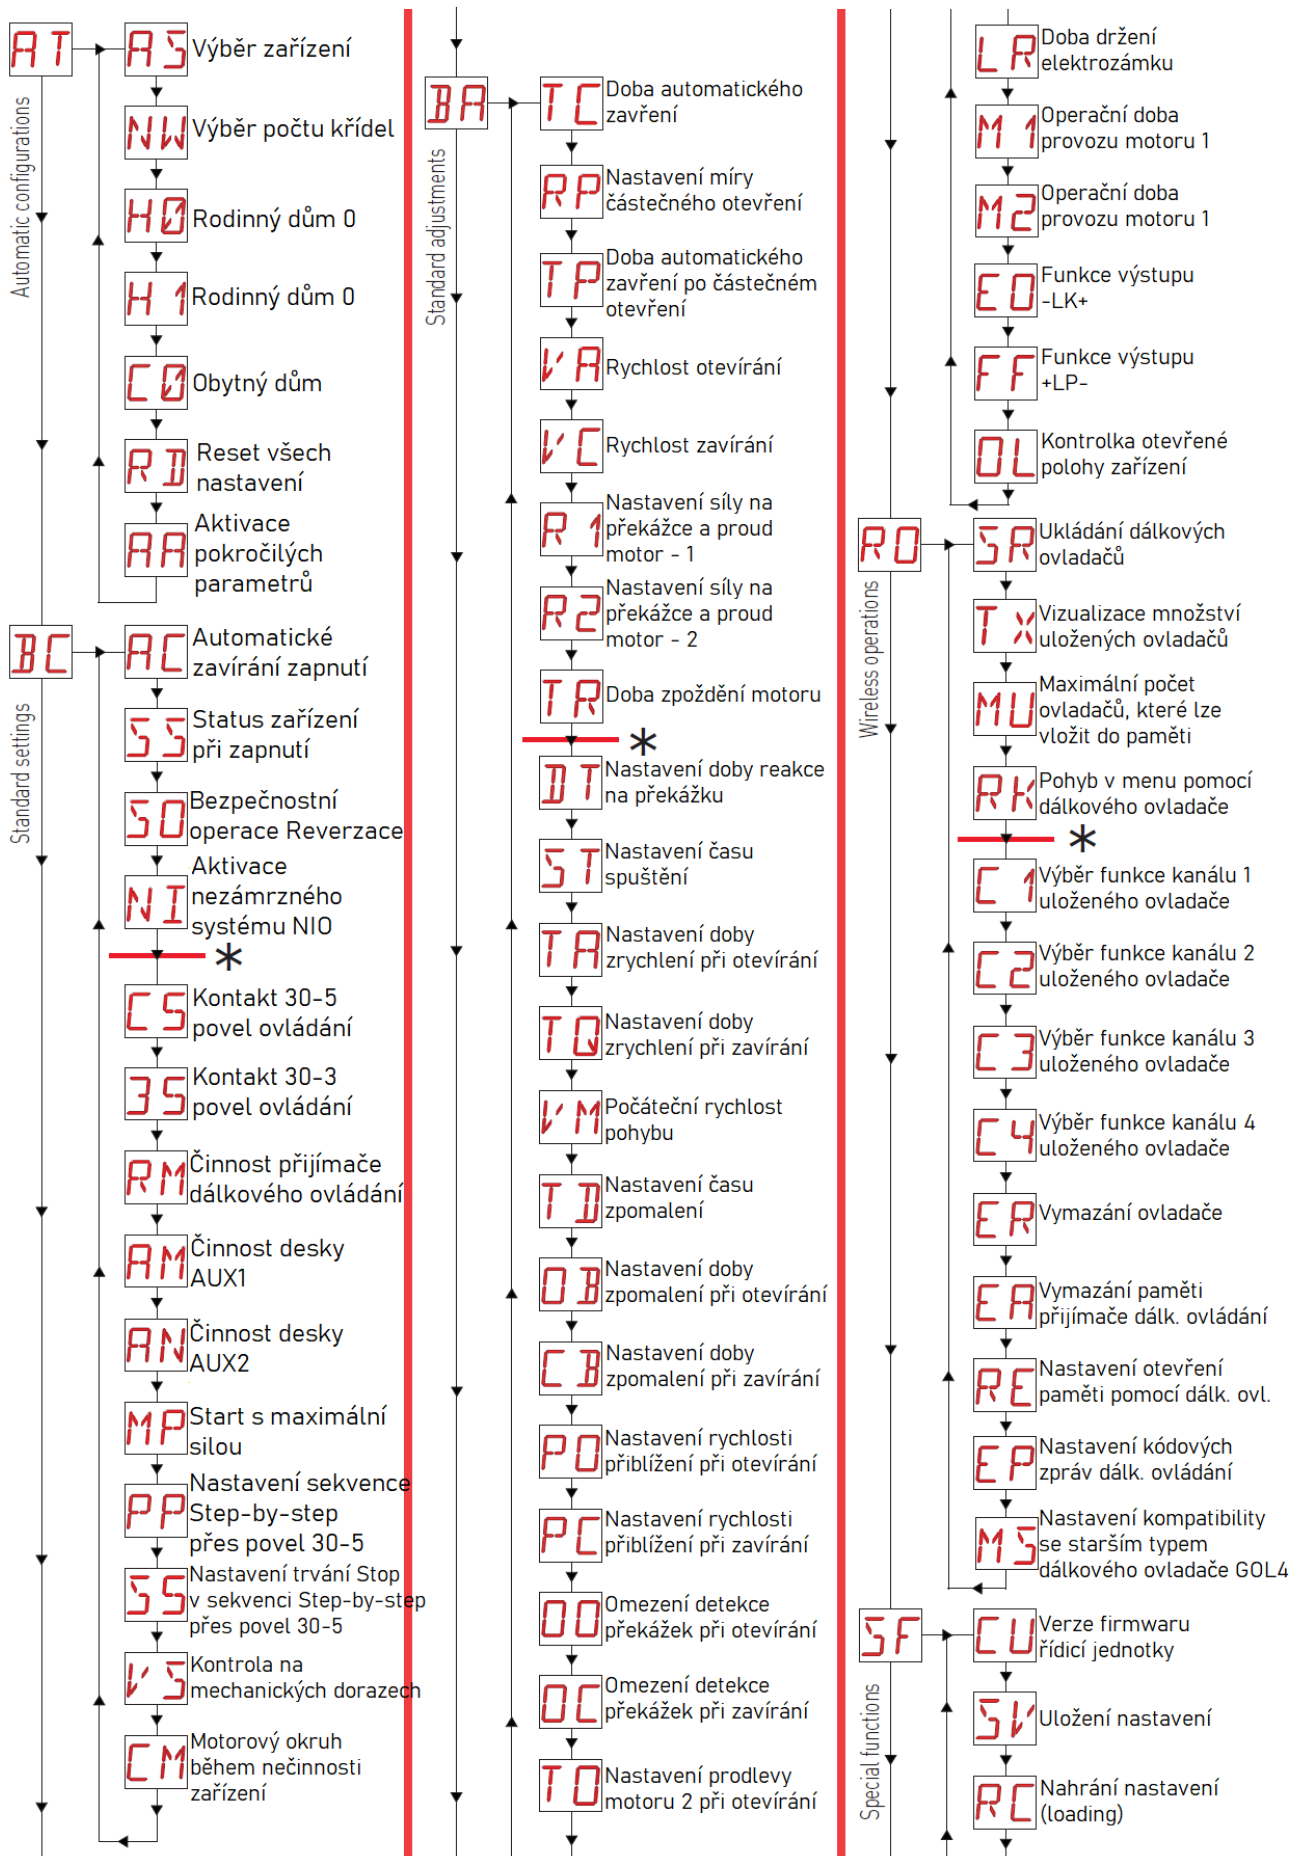 AT
Automatic configurations
AS
Výběr zařízení
NW
Výběr počtu křídel
H0
Rodinný dům 0
H1
Rodinný dům 0
C0
Obytný dům
RD
Reset všech
nastavení
AA
Aktivace
pokročilých
parametrů
BC
Standard settings
AC
Automatické
zavírání zapnutí
SS
Status zařízení
při zapnutí
SO
Bezpečnostní
operace Reverzace
NI
Aktivace
nezámrzného
systému NIO
*
CS
Kontakt 30-5
povel ovládání
3S
Kontakt 30-3
povel ovládání
RM
Činnost přijímače
dálkového ovládání
AM
Činnost desky
AUX1
AN
Činnost desky
AUX2
MP
Start s maximální
silou
PP
Nastavení sekvence
Step-by-step
přes povel 30-5
SS
Nastavení trvání Stop
v sekvenci Step-by-step
přes povel 30-5
VS
Kontrola na
mechanických dorazech
CM
Motorový okruh
během nečinnosti
zařízení
BA
Standard adjustments
TC
Doba automatického
zavření
RP
Nastavení míry
částečného otevření
TP
Doba automatického
zavření po částečném
otevření
VA
Rychlost otevírání
VC
Rychlost zavírání
R1
Nastavení síly na
překážce a proud
motor - 1
R2
Nastavení síly na
překážce a proud
motor - 2
TR
Doba zpoždění motoru
*
DT
Nastavení doby reakce
na překážku
ST
Nastavení času
spuštění
TA
Nastavení doby
zrychlení při otevírání
TQ
Nastavení doby
zrychlení při zavírání
VM
Počáteční rychlost
pohybu
TD
Nastavení času
zpomalení
OB
Nastavení doby
zpomalení při otevírání
CB
Nastavení doby
zpomalení při zavírání
PO
Nastavení rychlosti
přiblížení při otevírání
PC
Nastavení rychlosti
přiblížení při zavírání
OO
Omezení detekce
překážek při otevírání
OC
Omezení detekce
překážek při zavírání
TO
Nastavení prodlevy
motoru 2 při otevírání
LR
Doba držení
elektrozámku
M1
Operační doba
provozu motoru 1
M2
Operační doba
provozu motoru 1
EO
Funkce výstupu
-LK+
FF
Funkce výstupu
+LP-
OL
Kontrolka otevřené
polohy zařízení
RO
Wireless operations
SR
Ukládání dálkových
ovladačů
TX
Vizualizace množství
uložených ovladačů
MU
Maximální počet
ovladačů, které lze
vložit do paměti
RK
Pohyb v menu pomocí
dálkového ovladače
*
C1
Výběr funkce kanálu 1
uloženého ovladače
C2
Výběr funkce kanálu 2
uloženého ovladače
C3
Výběr funkce kanálu 3
uloženého ovladače
C4
Výběr funkce kanálu 4
uloženého ovladače
ER
Vymazání ovladače
EA
Vymazání paměti
přijímače dálk. ovládání
RE
Nastavení otevření
paměti pomocí dálk. ovl.
EP
Nastavení kódových
zpráv dálk. ovládání
MS
Nastavení kompatibility
se starším typem
dálkového ovladače GOL4
SF
Special functions
CU
Verze firmwaru
řídicí jednotky
SV
Uložení nastavení
RC
Nahrání nastavení
(loading)